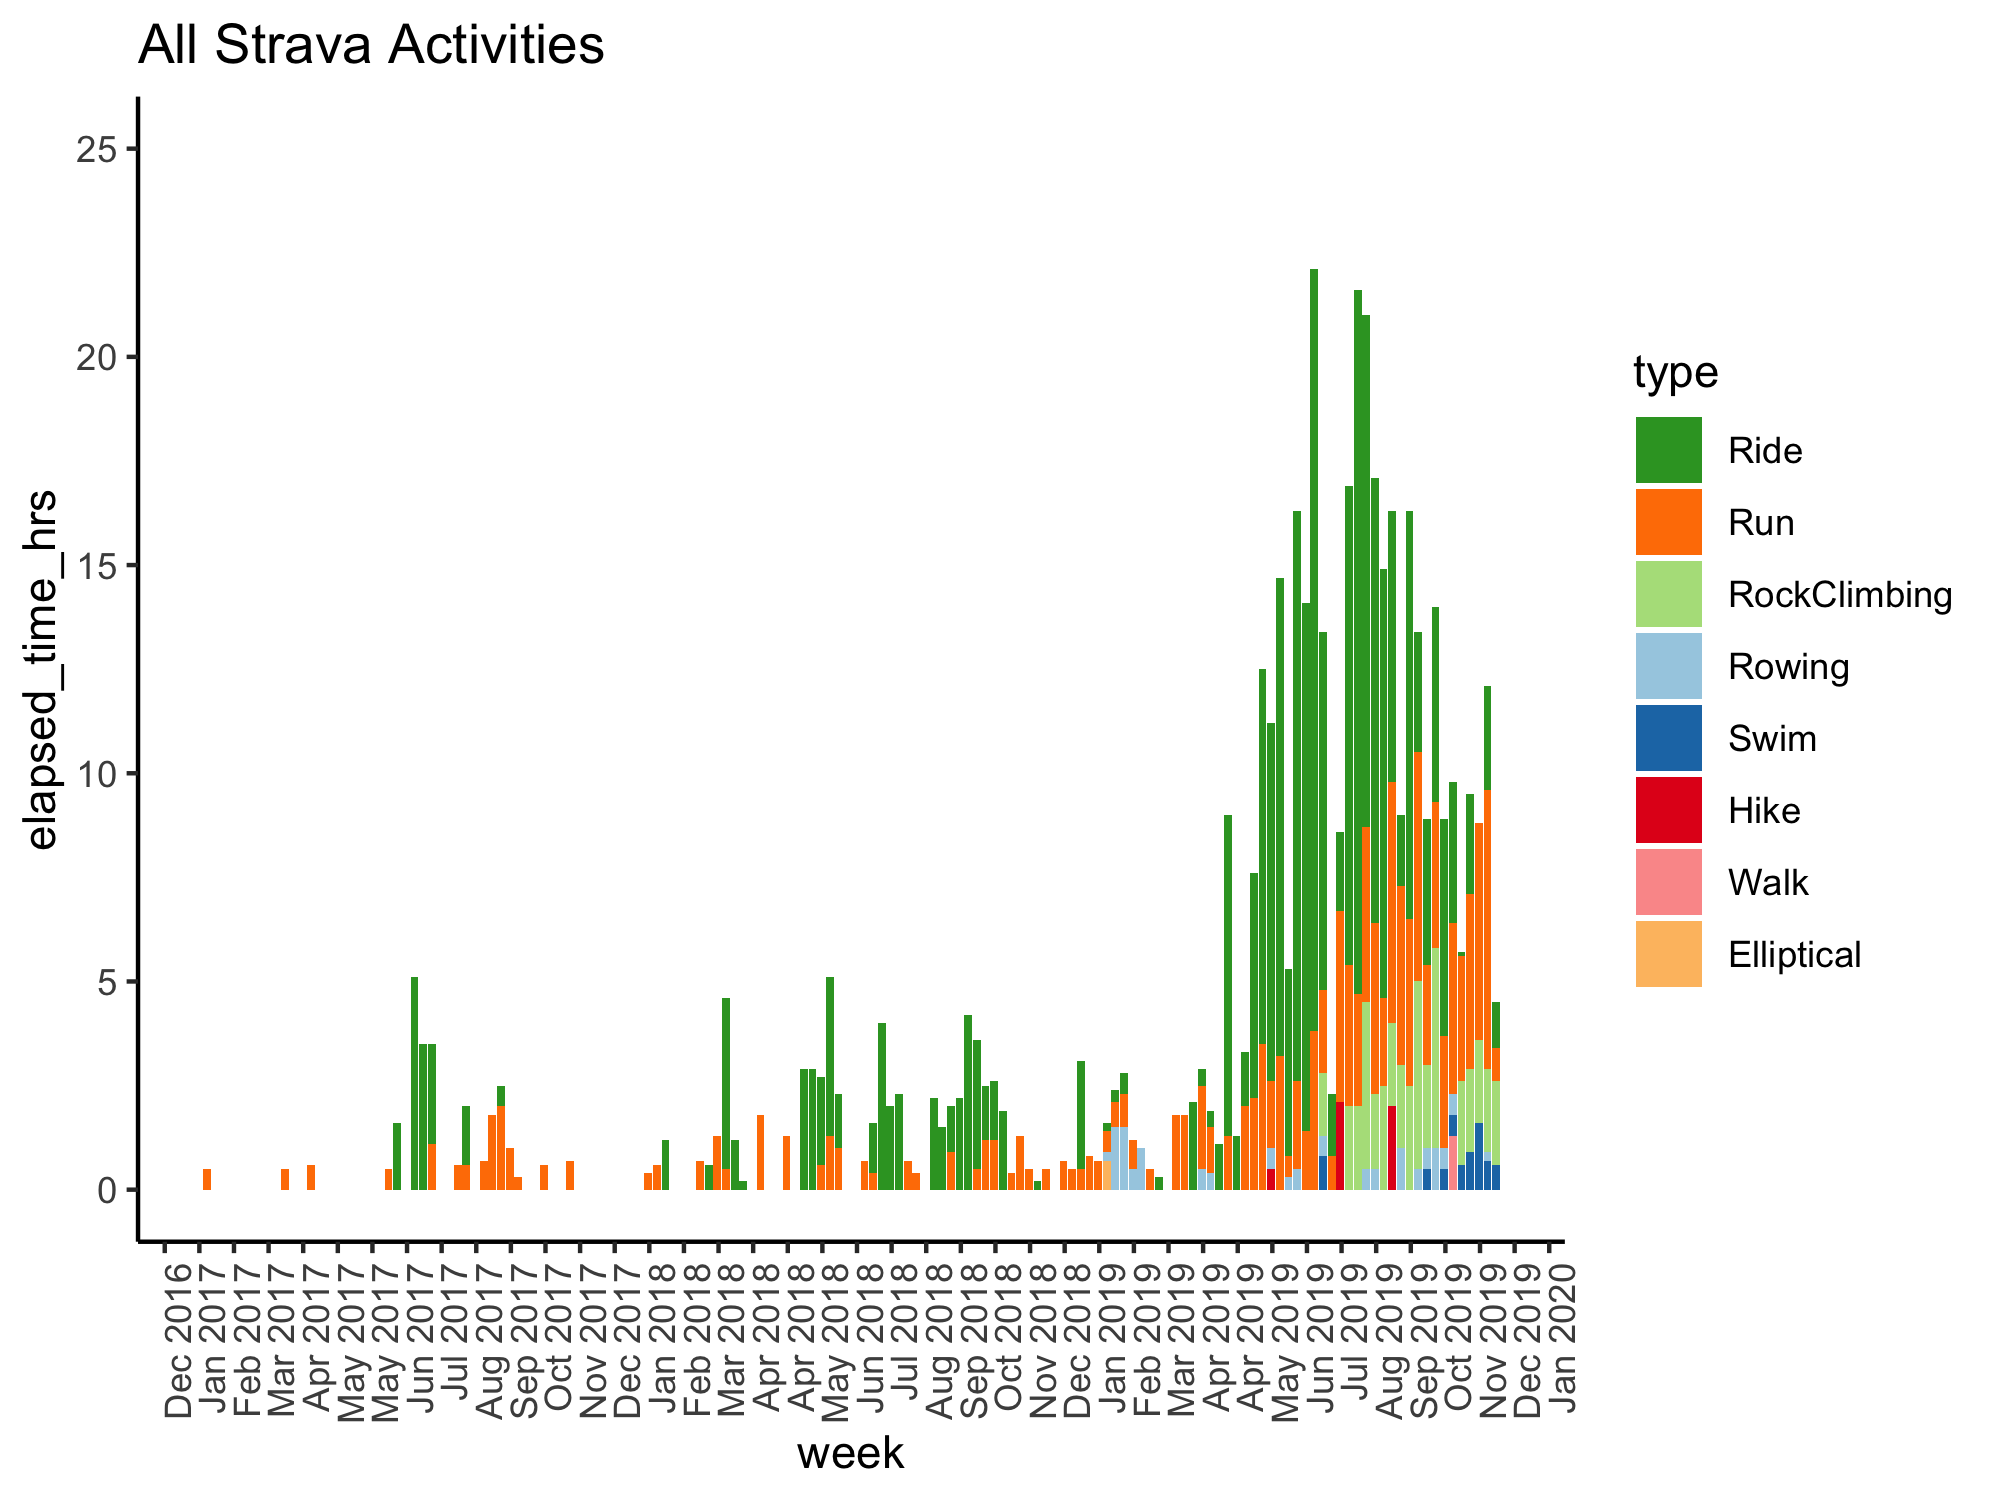 All Strava Activities
elapsed_time_hrs
25
20
15
10
5
0
Dec 2016
Jan 2017
Feb 2017
Mar 2017
Apr 2017
May 2017
May 2017
Jun 2017
Jul 2017
Aug 2017
Sep 2017
Oct 2017
Nov 2017
Dec 2017
Jan 2018
Feb 2018
Mar 2018
Apr 2018
Apr 2018
May 2018
Jun 2018
Jul 2018
Aug 2018
Sep 2018
Oct 2018
Nov 2018
Dec 2018
Jan 2019
Feb 2019
Mar 2019
Apr 2019
Apr 2019
May 2019
Jun 2019
Jul 2019
Aug 2019
Sep 2019
Oct 2019
Nov 2019
Dec 2019
Jan 2020
week
type
Ride
Run
RockClimbing
Rowing
Swim
Hike
Walk
Elliptical